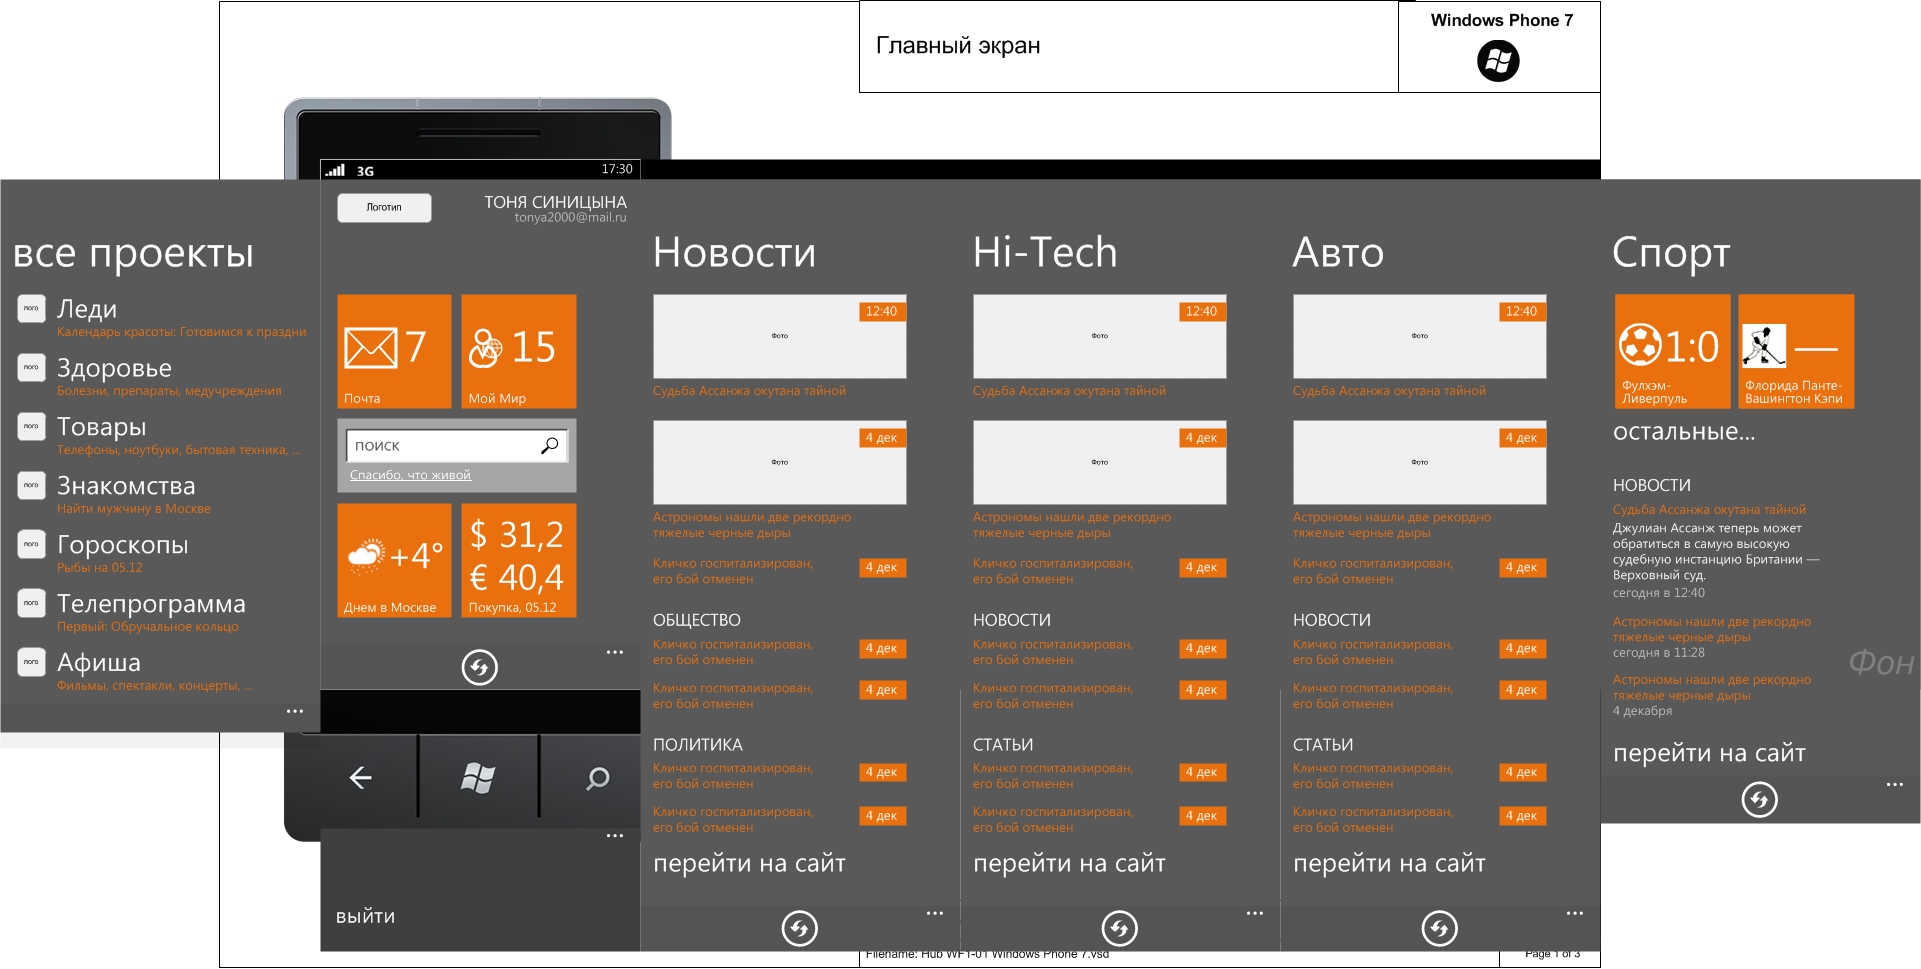 Главный экран
Windows Phone 7
3G
17:30
все проекты
лого
Леди
Календарь красоты: Готовимся к праздни
лого
Здоровье
Болезни, препараты, медучреждения
лого
Товары
Телефоны, ноутбуки, бытовая техника, ...
лого
Знакомства
Найти мужчину в Москве
лого
Гороскопы
Рыбы на 05.12
лого
Телепрограмма
Первый: Обручальное кольцо
лого
Афиша
Фильмы, спектакли, концерты, ...
...
Логотип
ТОНЯ СИНИЦЫНА
tonya2000@mail.ru
7
Почта
15
Мой Мир
поиск
Спасибо, что живой
+4°
Днем в Москве
$ 31,2
€ 40,4
Покупка, 05.12
...
...
выйти
Новости
12:40
Фото
Судьба Ассанжа окутана тайной
4 дек
Фото
Астрономы нашли две рекордно
тяжелые черные дыры
Кличко госпитализирован,
его бой отменен
4 дек
ОБЩЕСТВО
Кличко госпитализирован,
его бой отменен
4 дек
Кличко госпитализирован,
его бой отменен
4 дек
ПОЛИТИКА
Кличко госпитализирован,
его бой отменен
4 дек
Кличко госпитализирован,
его бой отменен
4 дек
перейти на сайт
...
Hi-Tech
12:40
Фото
Судьба Ассанжа окутана тайной
4 дек
Фото
Астрономы нашли две рекордно
тяжелые черные дыры
Кличко госпитализирован,
его бой отменен
4 дек
НОВОСТИ
Кличко госпитализирован,
его бой отменен
4 дек
Кличко госпитализирован,
его бой отменен
4 дек
СТАТЬИ
Кличко госпитализирован,
его бой отменен
4 дек
Кличко госпитализирован,
его бой отменен
4 дек
перейти на сайт
...
Авто
12:40
Фото
Судьба Ассанжа окутана тайной
4 дек
Фото
Астрономы нашли две рекордно
тяжелые черные дыры
Кличко госпитализирован,
его бой отменен
4 дек
НОВОСТИ
Кличко госпитализирован,
его бой отменен
4 дек
Кличко госпитализирован,
его бой отменен
4 дек
СТАТЬИ
Кличко госпитализирован,
его бой отменен
4 дек
Кличко госпитализирован,
его бой отменен
4 дек
перейти на сайт
...
Спорт
1:0
Фулхэм-
Ливерпуль
—
Флорида Панте-
Вашингтон Кэпи
остальные...
НОВОСТИ
Судьба Ассанжа окутана тайной
Джулиан Ассанж теперь может
обратиться в самую высокую
судебную инстанцию Британии —
Верховный суд.
сегодня в 12:40
Астрономы нашли две рекордно
тяжелые черные дыры
сегодня в 11:28
Фон
Астрономы нашли две рекордно
тяжелые черные дыры
4 декабря
перейти на сайт
...
Filename: Hub WF1-01 Windows Phone 7.vsd
Page 1 of 3